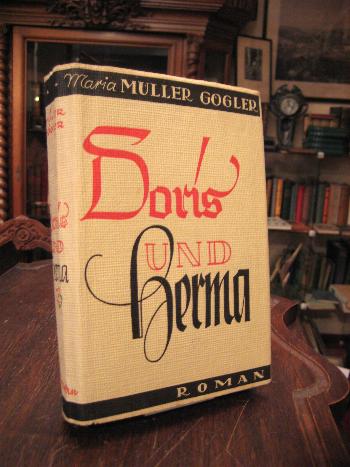 Maria MULLER GOGLER
Doris
UND
Herma
ROMAN